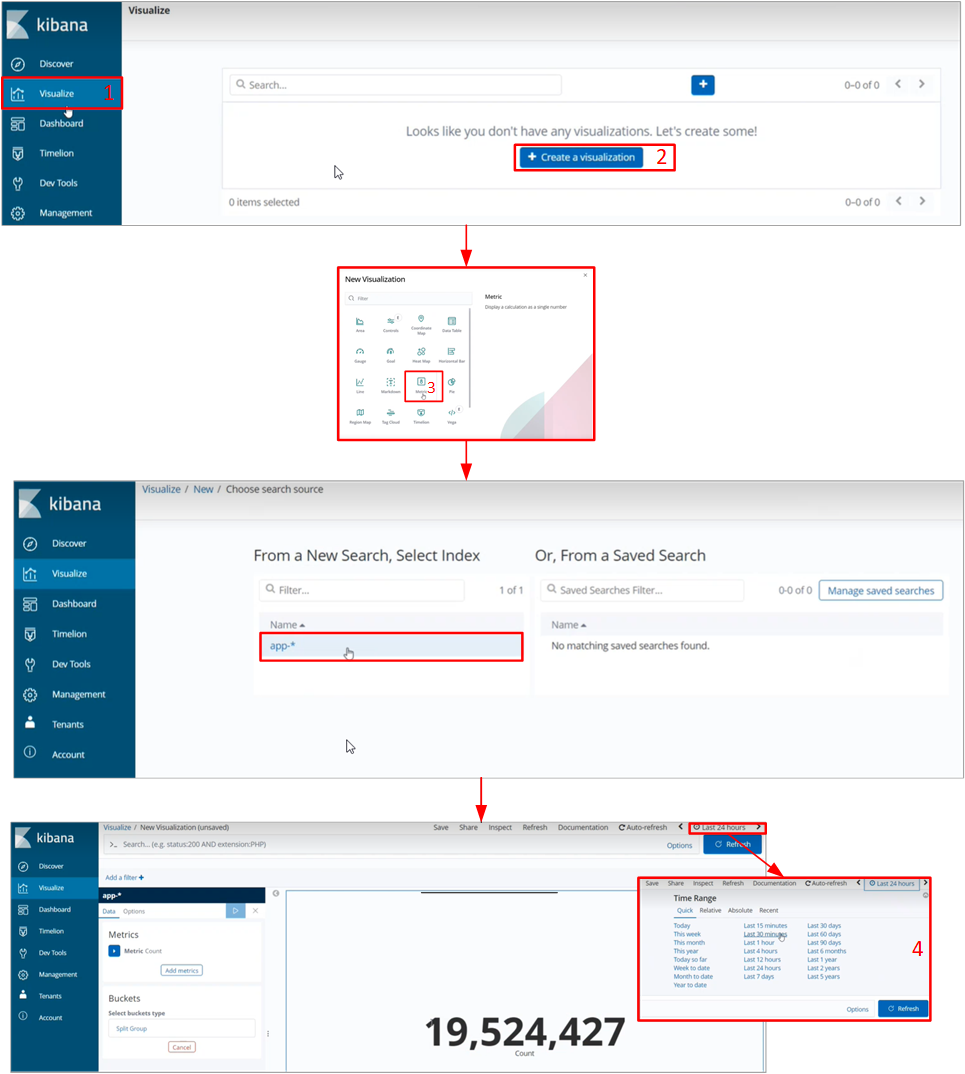 Visualize
kibana
Discover
Visualize 1
Dashboard
Timelion
Dev Tools
Management
Search...
0–0 of 0
Looks like you don't have any visualizations. Let's create some!
Create a visualization 2
0 items selected
0–0 of 0
New Visualization
Filter
Area
Controls
Coordinate Map
Data Table
Gauge
Goal
Heat Map
Horizontal Bar
Line
Markdown
Metric 3
Pie
Region Map
Tag Cloud
Timelion
Vega
Metric
Display a calculation as a single number
kibana
Discover
Visualize
Dashboard
Timelion
Dev Tools
Management
Tenants
Account
Visualize / New / Choose search source
From a New Search, Select Index
Filter...
1 of 1
Name
app-*
Or, From a Saved Search
Saved Searches Filter...
0-0 of 0
Manage saved searches
Name
No matching saved searches found.
kibana
Discover
Visualize
Dashboard
Timelion
Dev Tools
Management
Tenants
Account
Visualize / New Visualization (unsaved)
Save Share Inspect Refresh Documentation Auto-refresh Last 24 hours
>_ Search... (e.g. status:200 AND extension:PHP)
Options
Refresh
Add a filter +
app-*
Data Options
Metrics
Metric Count
Add metrics
Buckets
Select buckets type
Split Group
Cancel
19,524,427
Count
Save Share Inspect Refresh Documentation Auto-refresh Last 24 hours
Time Range
Quick Relative Absolute Recent
Today Last 15 minutes Last 30 days
This week Last 30 minutes Last 60 days
This month Last 1 hour Last 90 days
This year Last 4 hours Last 6 months
Today so far Last 12 hours Last 1 year
Week to date Last 24 hours Last 2 years
Month to date Last 7 days Last 5 years
Year to date
4
Options
Refresh